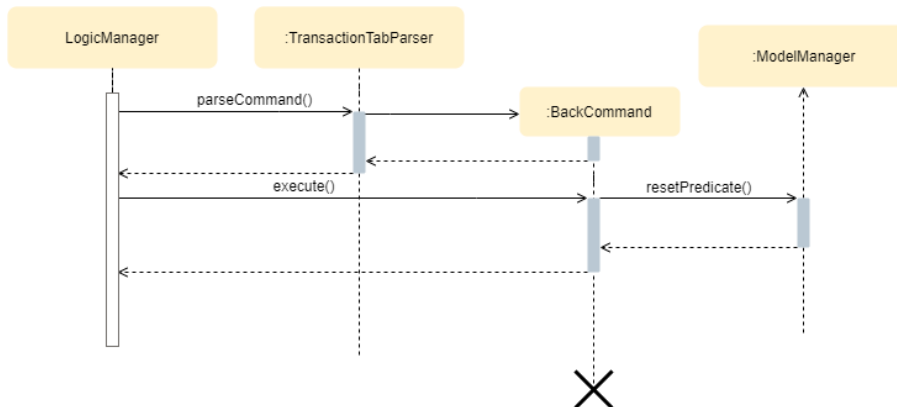 LogicManager
:TransactionTabParser
:ModelManager
parseCommand()
:BackCommand
execute()
resetPredicate()